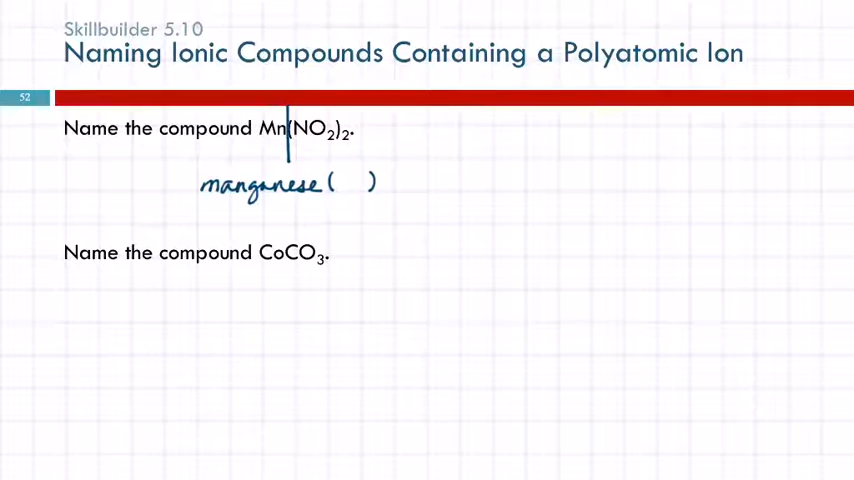 Skillbuilder 5.10
Naming Ionic Compounds Containing a Polyatomic Ion
52
Name the compound Mn(NO₂)₂.
manganese( )
Name the compound CoCO₃.